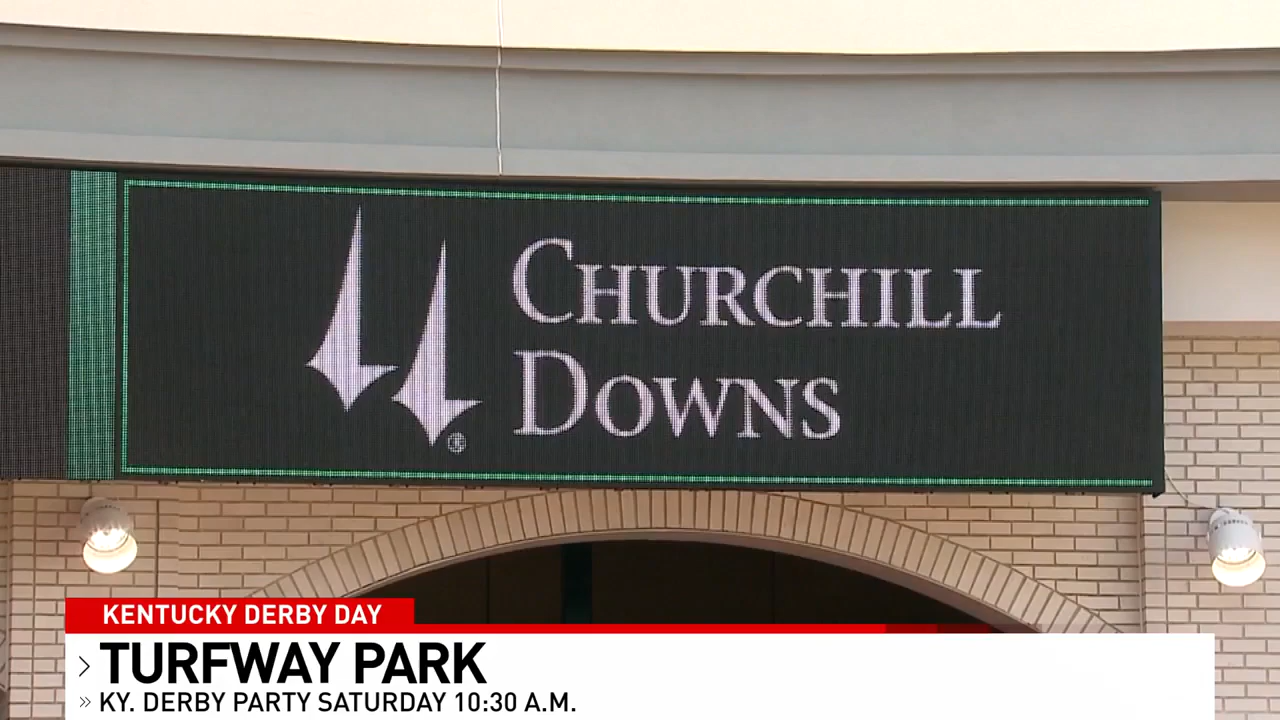 CHURCHILL
DOWNS
®
KENTUCKY DERBY DAY
TURFWAY PARK
KY. DERBY PARTY SATURDAY 10:30 A.M.